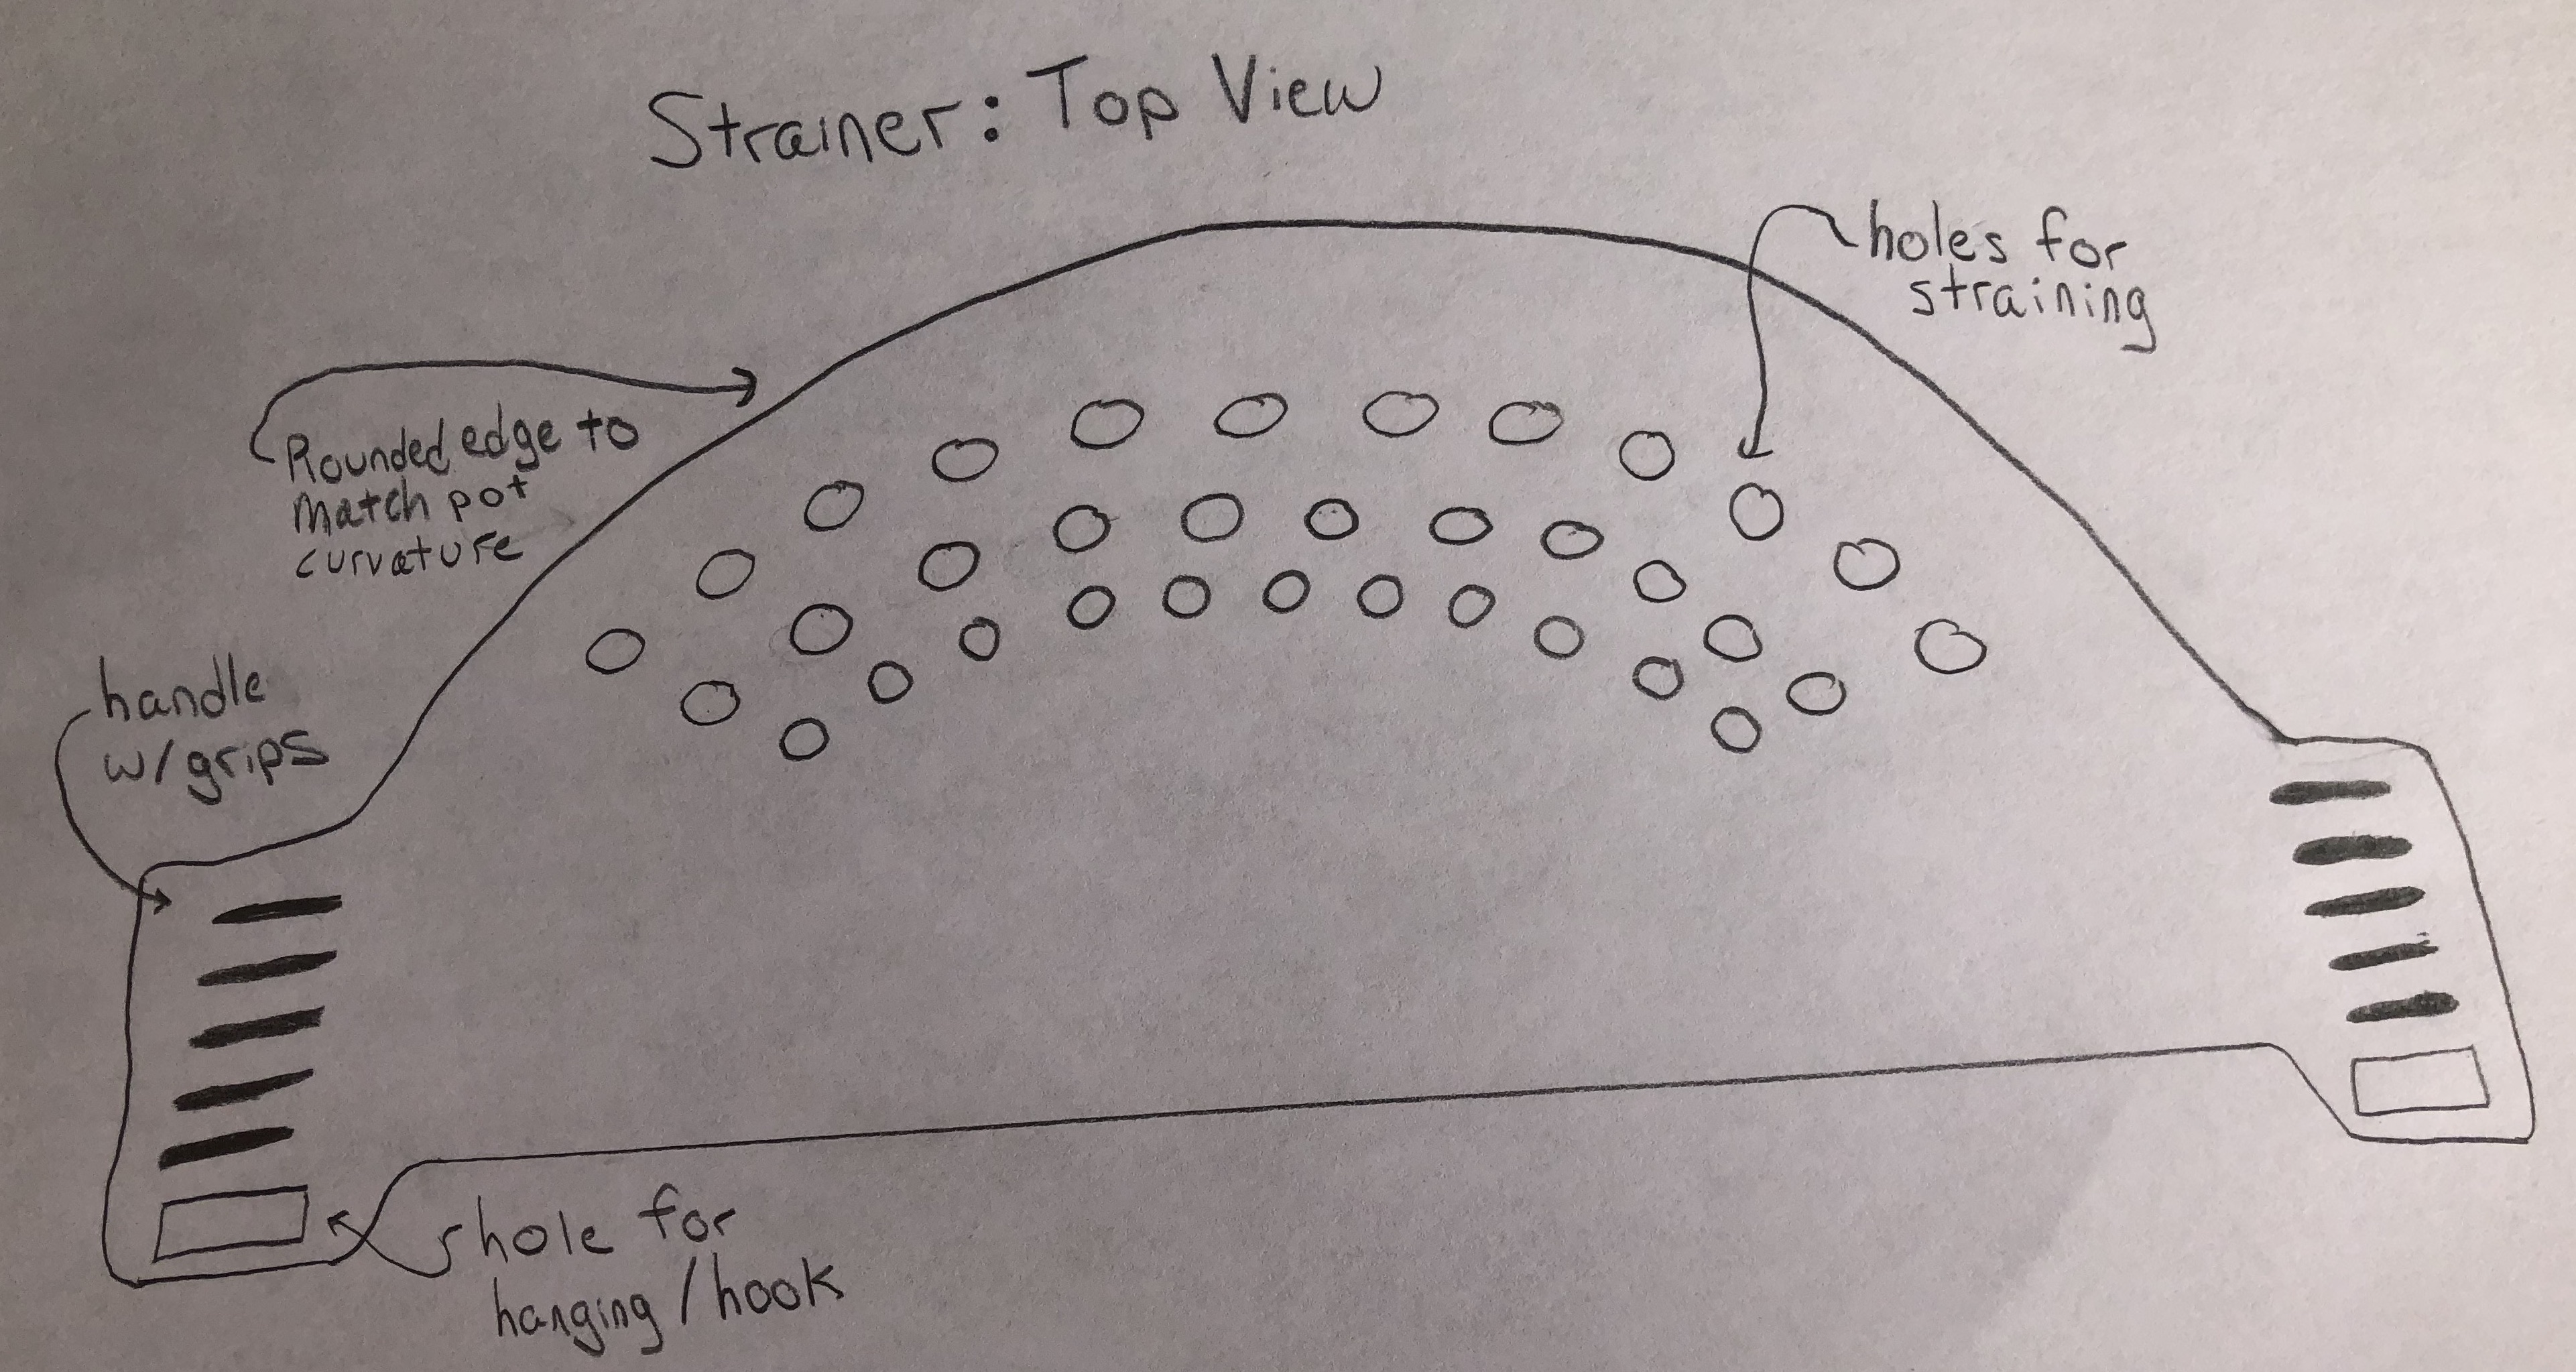 Strainer: Top View
holes for
straining
Rounded edge to
Match pot
curvature
handle
w/grips
hole for
hanging/hook